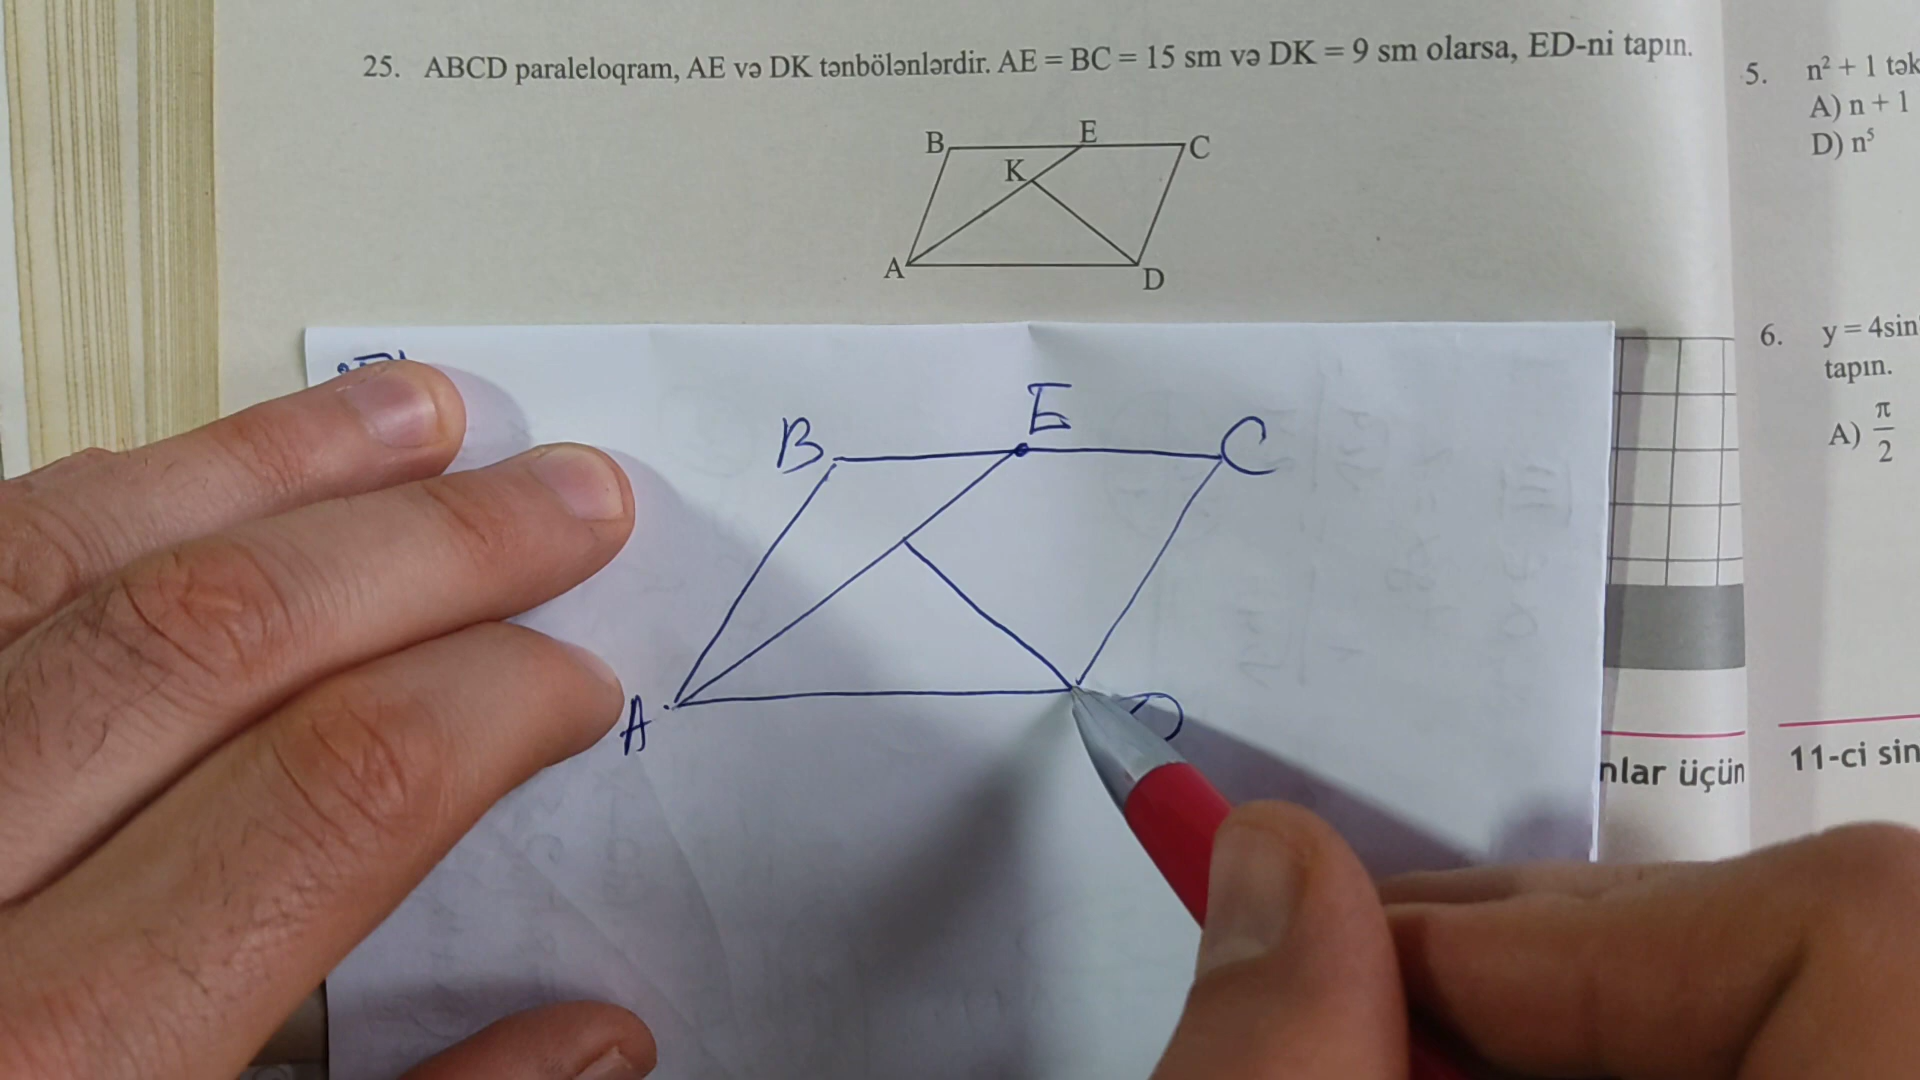 25. ABCD paraleloqram, AE və DK tənbölənlərdir. AE = BC = 15 sm və DK = 9 sm olarsa, ED-ni tapın.
B
E
C
K
A
D
5. n² + 1 tək
A) n + 1
D) n⁵
6. y = 4sin
tapın.
A) π/2
B
E
C
A
D
nlar üçün
11-ci sin